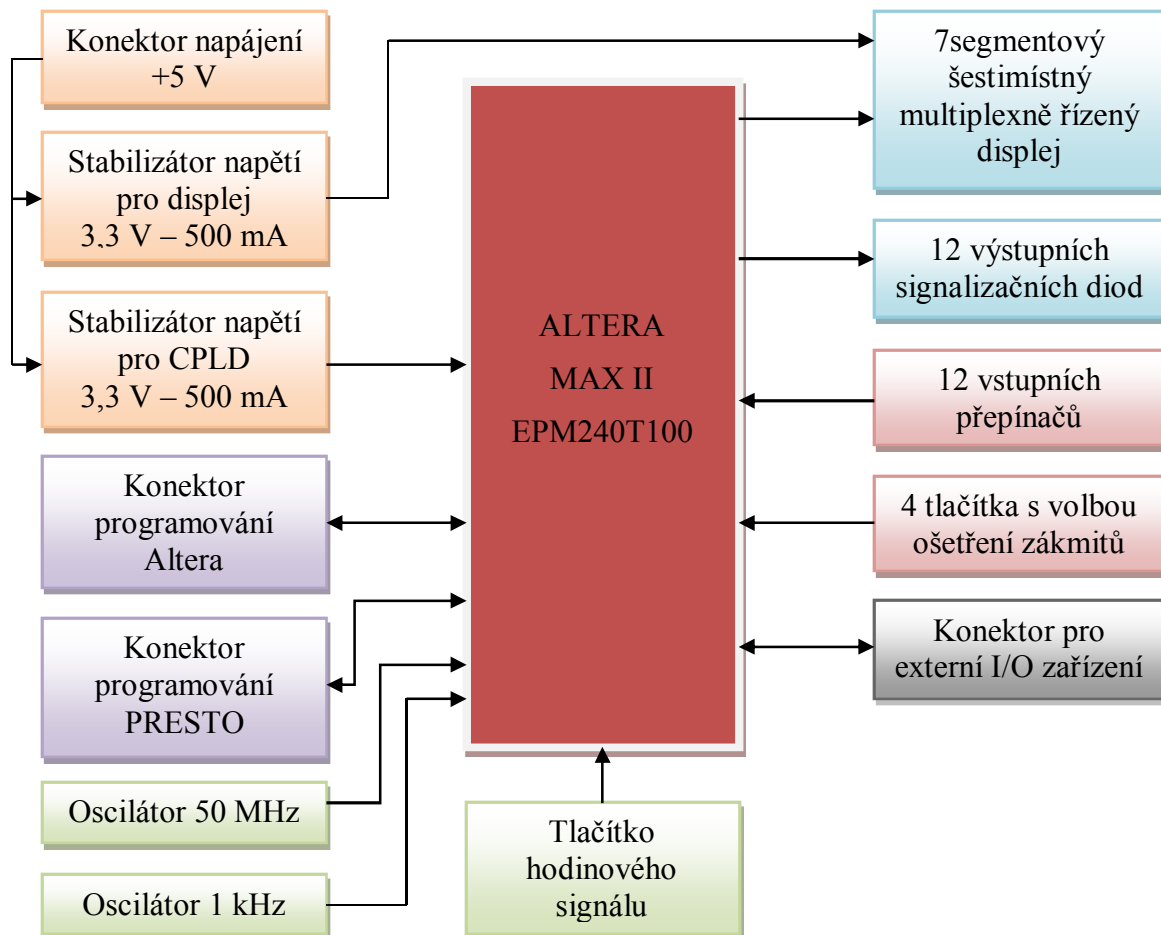 Konektor napájení
+5 V
Stabilizátor napětí
pro displej
3,3 V – 500 mA
Stabilizátor napětí
pro CPLD
3,3 V – 500 mA
Konektor
programování
Altera
Konektor
programování
PRESTO
Oscilátor 50 MHz
Oscilátor 1 kHz
ALTERA
MAX II
EPM240T100
Tlačítko
hodinového
signálu
7segmentový
šestimístný
multiplexně řízený
displej
12 výstupních
signalizačních diod
12 vstupních
přepínačů
4 tlačítka s volbou
ošetření zákmitů
Konektor pro
externí I/O zařízení